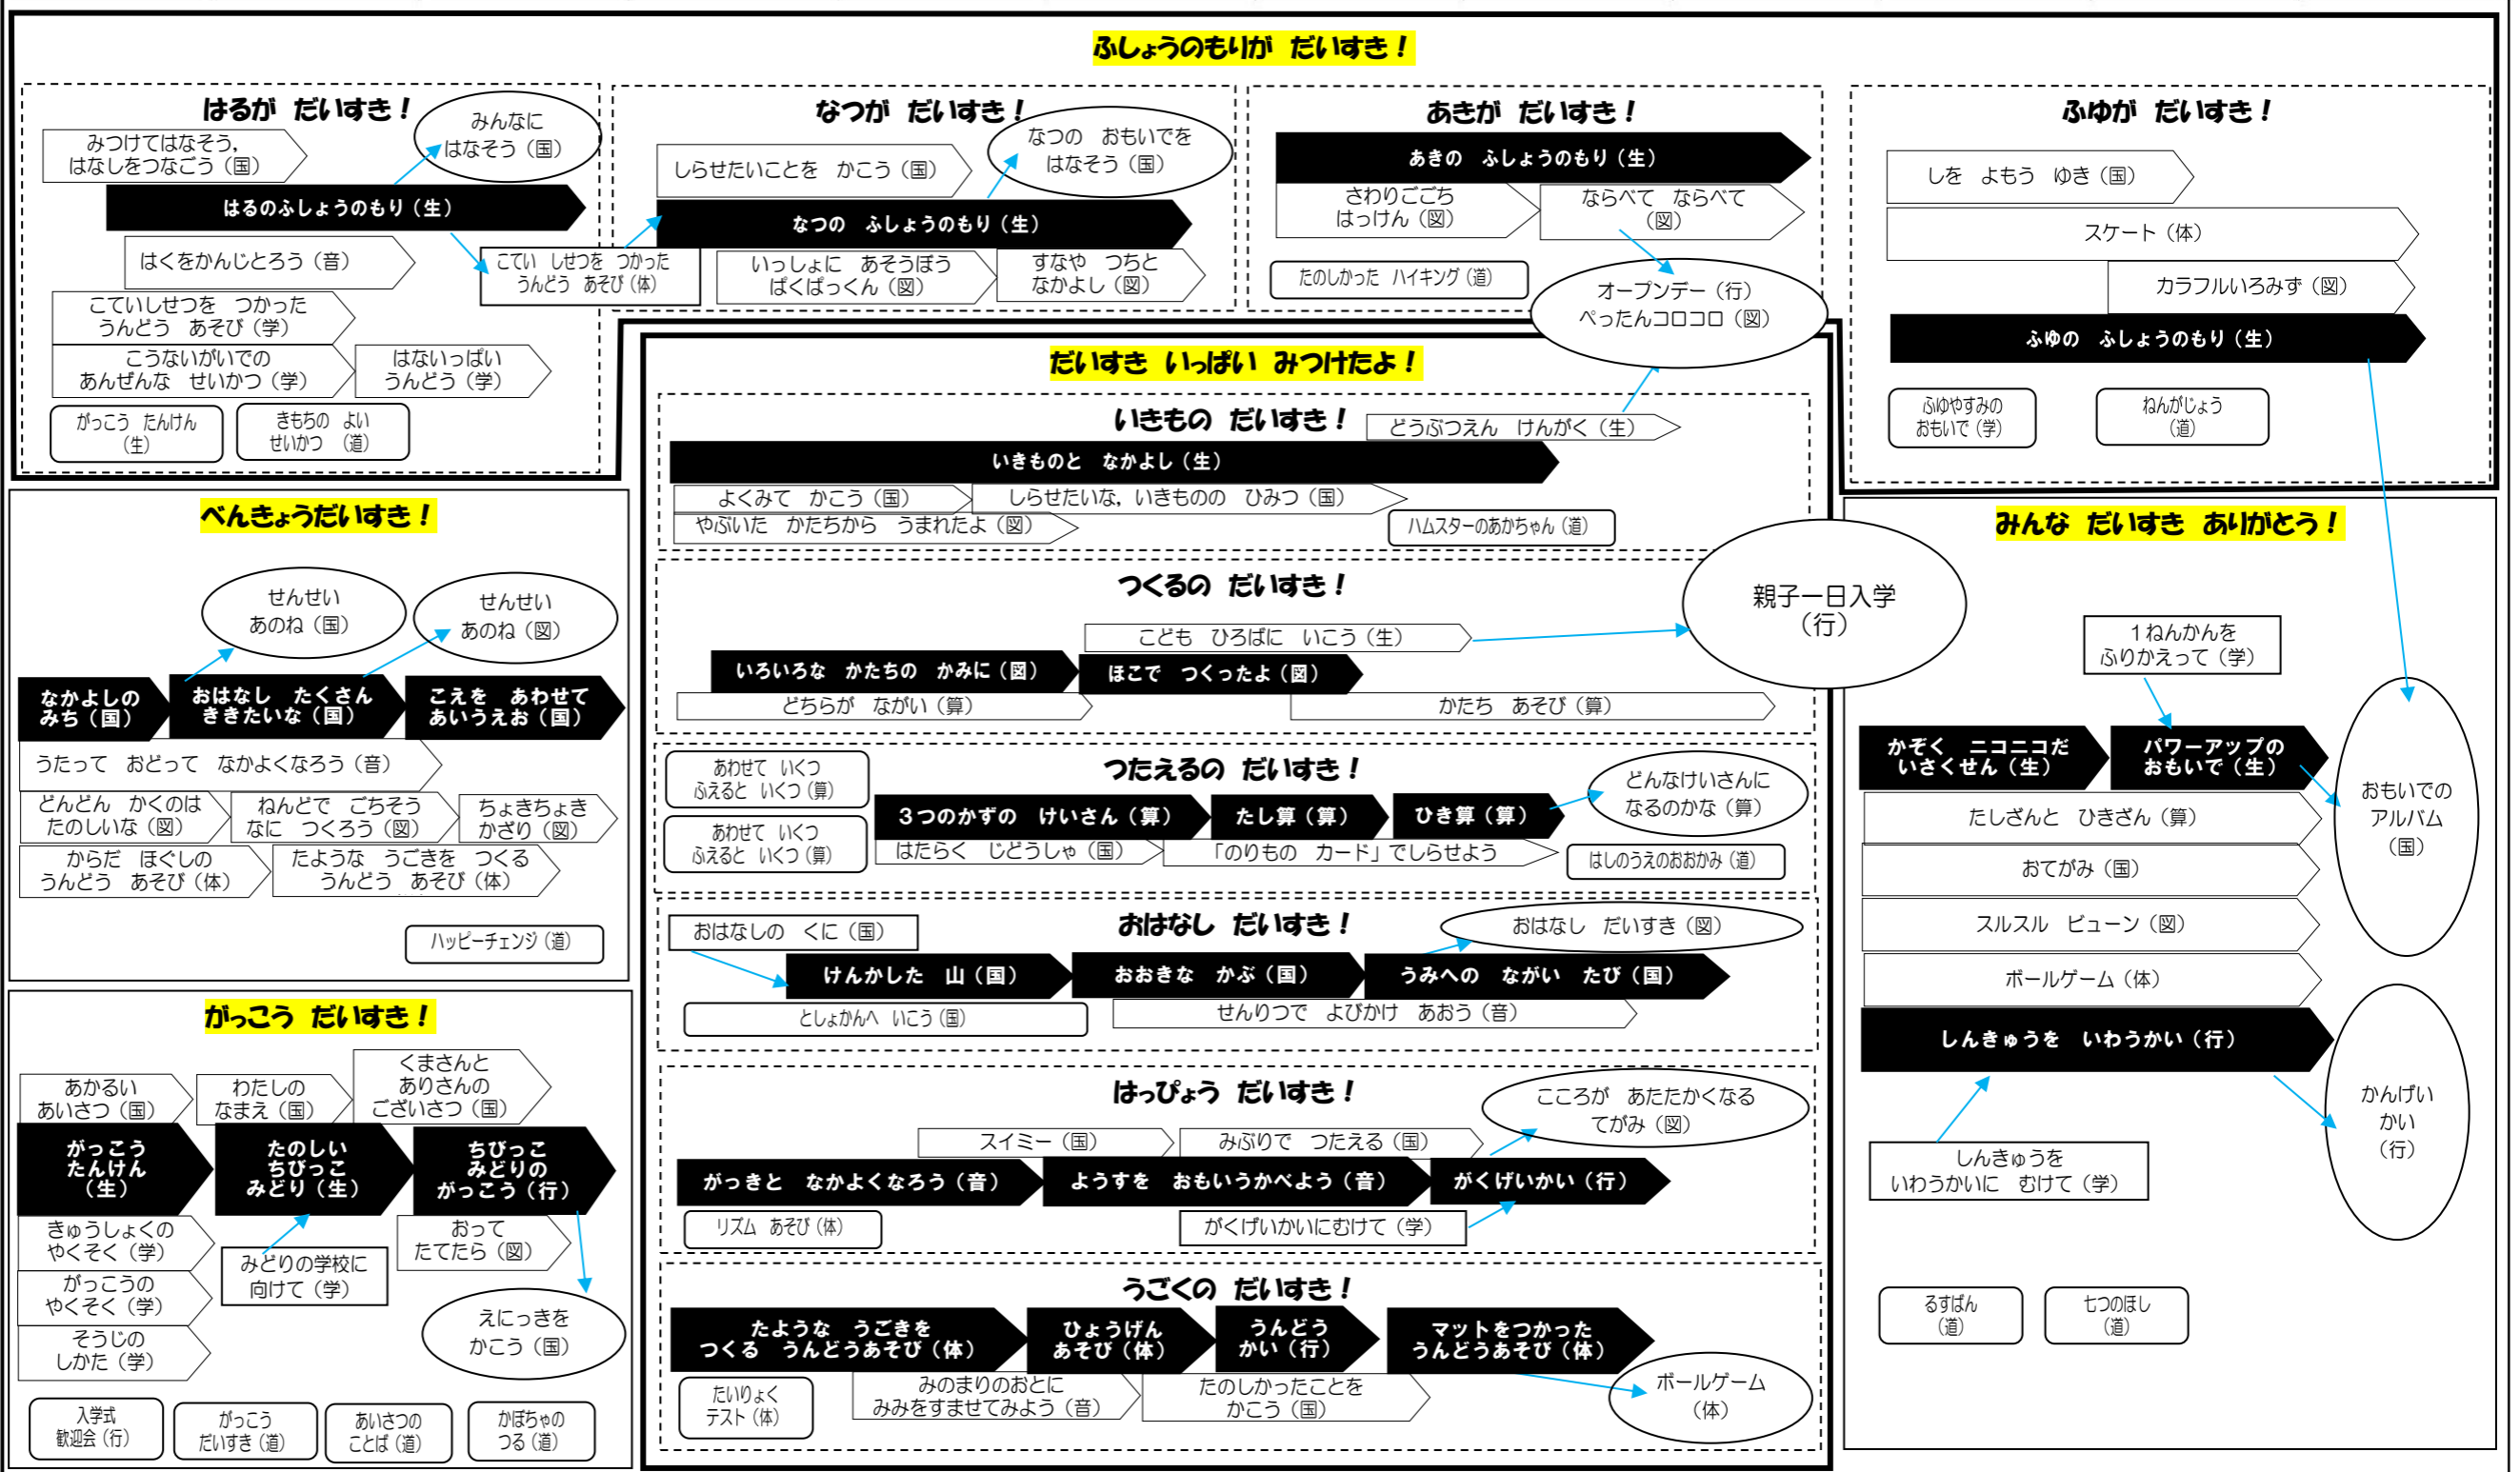 ふしょうのもりが だいすき！
はるが だいすき！
みつけてはなそう，
はなしをつなごう（国）
みんなに
はなそう（国）
はるのふしょうのもり（生）
はくをかんじとろう（音）
こていしせつを つかった
うんどう あそび（学）
こうないがいでの
あんぜんな せいかつ（学）
はないっぱい
うんどう（学）
がっこう たんけん
（生）
きもちの よい
せいかつ （道）
こてい しせつを つかった
うんどう あそび（体）
なつが だいすき！
しらせたいことを かこう（国）
なつの おもいでを
はなそう（国）
なつの ふしょうのもり（生）
いっしょに あそうぼう
ぱくぱっくん（図）
すなや つちと
なかよし（図）
あきが だいすき！
あきの ふしょうのもり（生）
さわりごごち
はっけん（図）
ならべて ならべて
（図）
たのしかった ハイキング（道）
オープンデー（行）
ぺったんコロコロ（図）
ふゆが だいすき！
しを よもう ゆき（国）
スケート（体）
カラフルいろみず（図）
ふゆの ふしょうのもり（生）
ふゆやすみの
おもいで（学）
ねんがじょう
（道）
べんきょうだいすき！
せんせい
あのね（国）
せんせい
あのね（図）
なかよしの
みち（国）
おはなし たくさん
ききたいな（国）
こえを あわせて
あいうえお（国）
うたって おどって なかよくなろう（音）
どんどん かくのは
たのしいな（図）
ねんどで ごちそう
なに つくろう（図）
ちょきちょき
かざり（図）
からだ ほぐしの
うんどう あそび（体）
たような うごきを つくる
うんどう あそび（体）
ハッピーチェンジ（道）
がっこう だいすき！
あかるい
あいさつ（国）
わたしの
なまえ（国）
くまさんと
ありさんの
ございさつ（国）
がっこう
たんけん
（生）
たのしい
ちびっこ
みどり（生）
ちびっこ
みどりの
がっこう（行）
きゅうしょくの
やくそく（学）
がっこうの
やくそく（学）
そうじの
しかた（学）
みどりの学校に
向けて（学）
おって
たてたら（図）
えにっきを
かこう（国）
入学式
歓迎会（行）
がっこう
だいすき（道）
あいさつの
ことば（道）
かぼちゃの
つる（道）
だいすき いっぱい みつけたよ！
いきもの だいすき！
どうぶつえん けんがく（生）
いきものと なかよし（生）
よくみて かこう（国）
しらせたいな，いきものの ひみつ（国）
やぶいた かたちから うまれたよ（図）
ハムスターのあかちゃん（道）
つくるの だいすき！
こども ひろばに いこう（生）
親子一日入学
（行）
いろいろな かたちの かみに（図）
ほこで つくったよ（図）
どちらが ながい（算）
かたち あそび（算）
つたえるの だいすき！
あわせて いくつ
ふえると いくつ（算）
あわせて いくつ
ふえると いくつ（算）
３つのかずの けいさん（算）
たし算（算）
ひき算（算）
どんなけいさんに
なるのかな（算）
はたらく じどうしゃ（国）
「のりもの カード」でしらせよう
はしのうえのおおかみ（道）
おはなし だいすき！
おはなしの くに（国）
おはなし だいすき（図）
けんかした 山（国）
おおきな かぶ（国）
うみへの ながい たび（国）
としょかんへ いこう（国）
せんりつで よびかけ あおう（音）
はっぴょう だいすき！
こころが あたたかくなる
てがみ（図）
スイミー（国）
みぶりで つたえる（国）
がっきと なかよくなろう（音）
ようすを おもいうかべよう（音）
がくげいかい（行）
リズム あそび（体）
がくげいかいにむけて（学）
うごくの だいすき！
たような うごきを
つくる うんどうあそび（体）
ひょうげん
あそび（体）
うんどう
かい（行）
マットをつかった
うんどうあそび（体）
たいりょく
テスト（体）
みのまりのおとに
みみをすませてみよう（音）
たのしかったことを
かこう（国）
ボールゲーム
（体）
みんな だいすき ありがとう！
１ねんかんを
ふりかえって（学）
かぞく ニコニコだ
いさくせん（生）
パワーアップの
おもいで（生）
おもいでの
アルバム
（国）
たしざんと ひきざん（算）
おてがみ（国）
スルスル ビューン（図）
ボールゲーム（体）
しんきゅうを いわうかい（行）
かんげい
かい
（行）
しんきゅうを
いわうかいに むけて（学）
るすばん
（道）
七つのほし
（道）